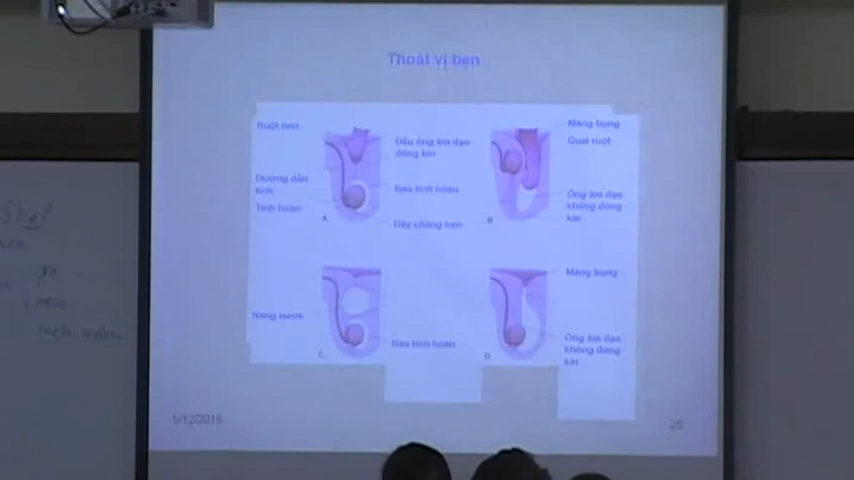 Thoát vị bẹn
Ruột non
Đầu ống âm đạo
đóng kín
Đường dẫn
tinh
Tinh hoàn
Bao tinh hoàn
Dây chằng bẹn
A
Màng bụng
Quai ruột
Ống âm đạo
không đóng
kín
B
Nang nước
Bao tinh hoàn
C
Màng bụng
Ống âm đạo
không đóng
kín
D
5/12/2016
28